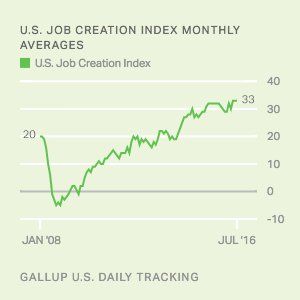 U.S. JOB CREATION INDEX MONTHLY
AVERAGES
U.S. Job Creation Index
40
33
30
20
20
10
0
-10
JAN '08
JUL '16
GALLUP U.S. DAILY TRACKING